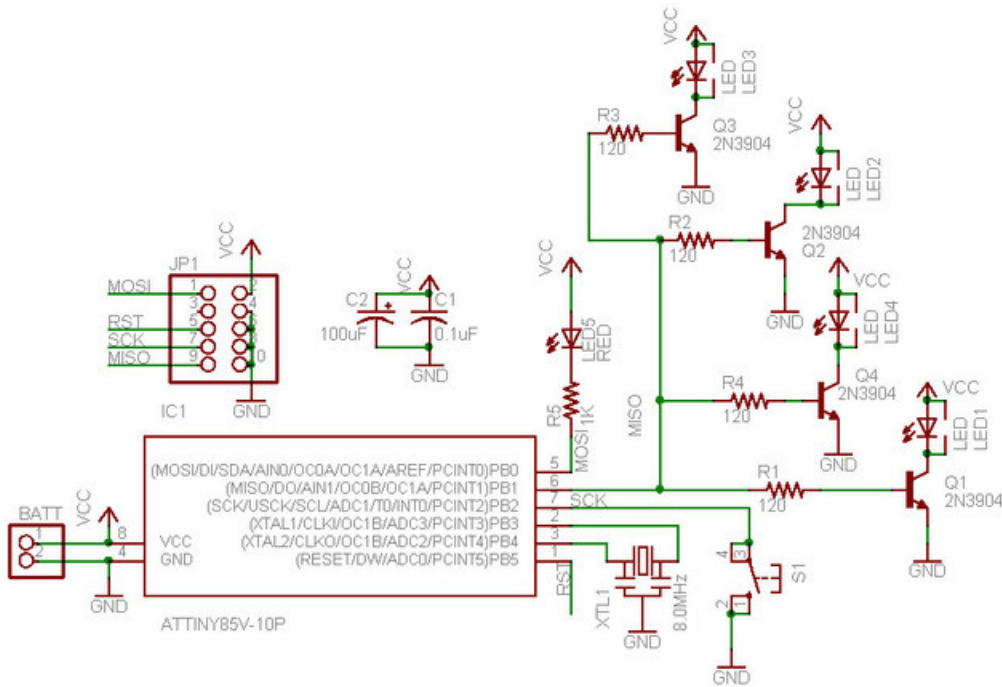 VCC
LED
LED3
R3
120
Q3
2N3904
GND
VCC
LED
LED2
R2
120
2N3904
Q2
GND
VCC
LED
LED4
R4
120
Q4
2N3904
GND
VCC
LED
LED1
R1
120
Q1
2N3904
GND
MISO
VCC
JP1
MOSI
1
2
3
4
RST
5
SCK
7
8
MISO
9
0
GND
VCC
C2
C1
100uF
0.1uF
GND
VCC
LED5
RED
R5
1K
MOSI
IC1
(MOSI/DI/SDA/AIN0/OC0A/OC1A/AREF/PCINT0)PB0
5
(MISO/DO/AIN1/OC0B/OC1A/PCINT1)PB1
6
(SCK/USCK/SCL/ADC1/T0/INT0/PCINT2)PB2
7
SCK
(XTAL1/CLKI/OC1B/ADC3/PCINT3)PB3
2
(XTAL2/CLKO/OC1B/ADC2/PCINT4)PB4
3
(RESET/DW/ADC0/PCINT5)PB5
1
RST
BATT
1
2
VCC
8
VCC
4
GND
GND
ATTINY85V-10P
XTL1
8.0MHz
GND
4
3
S1
2
1
GND